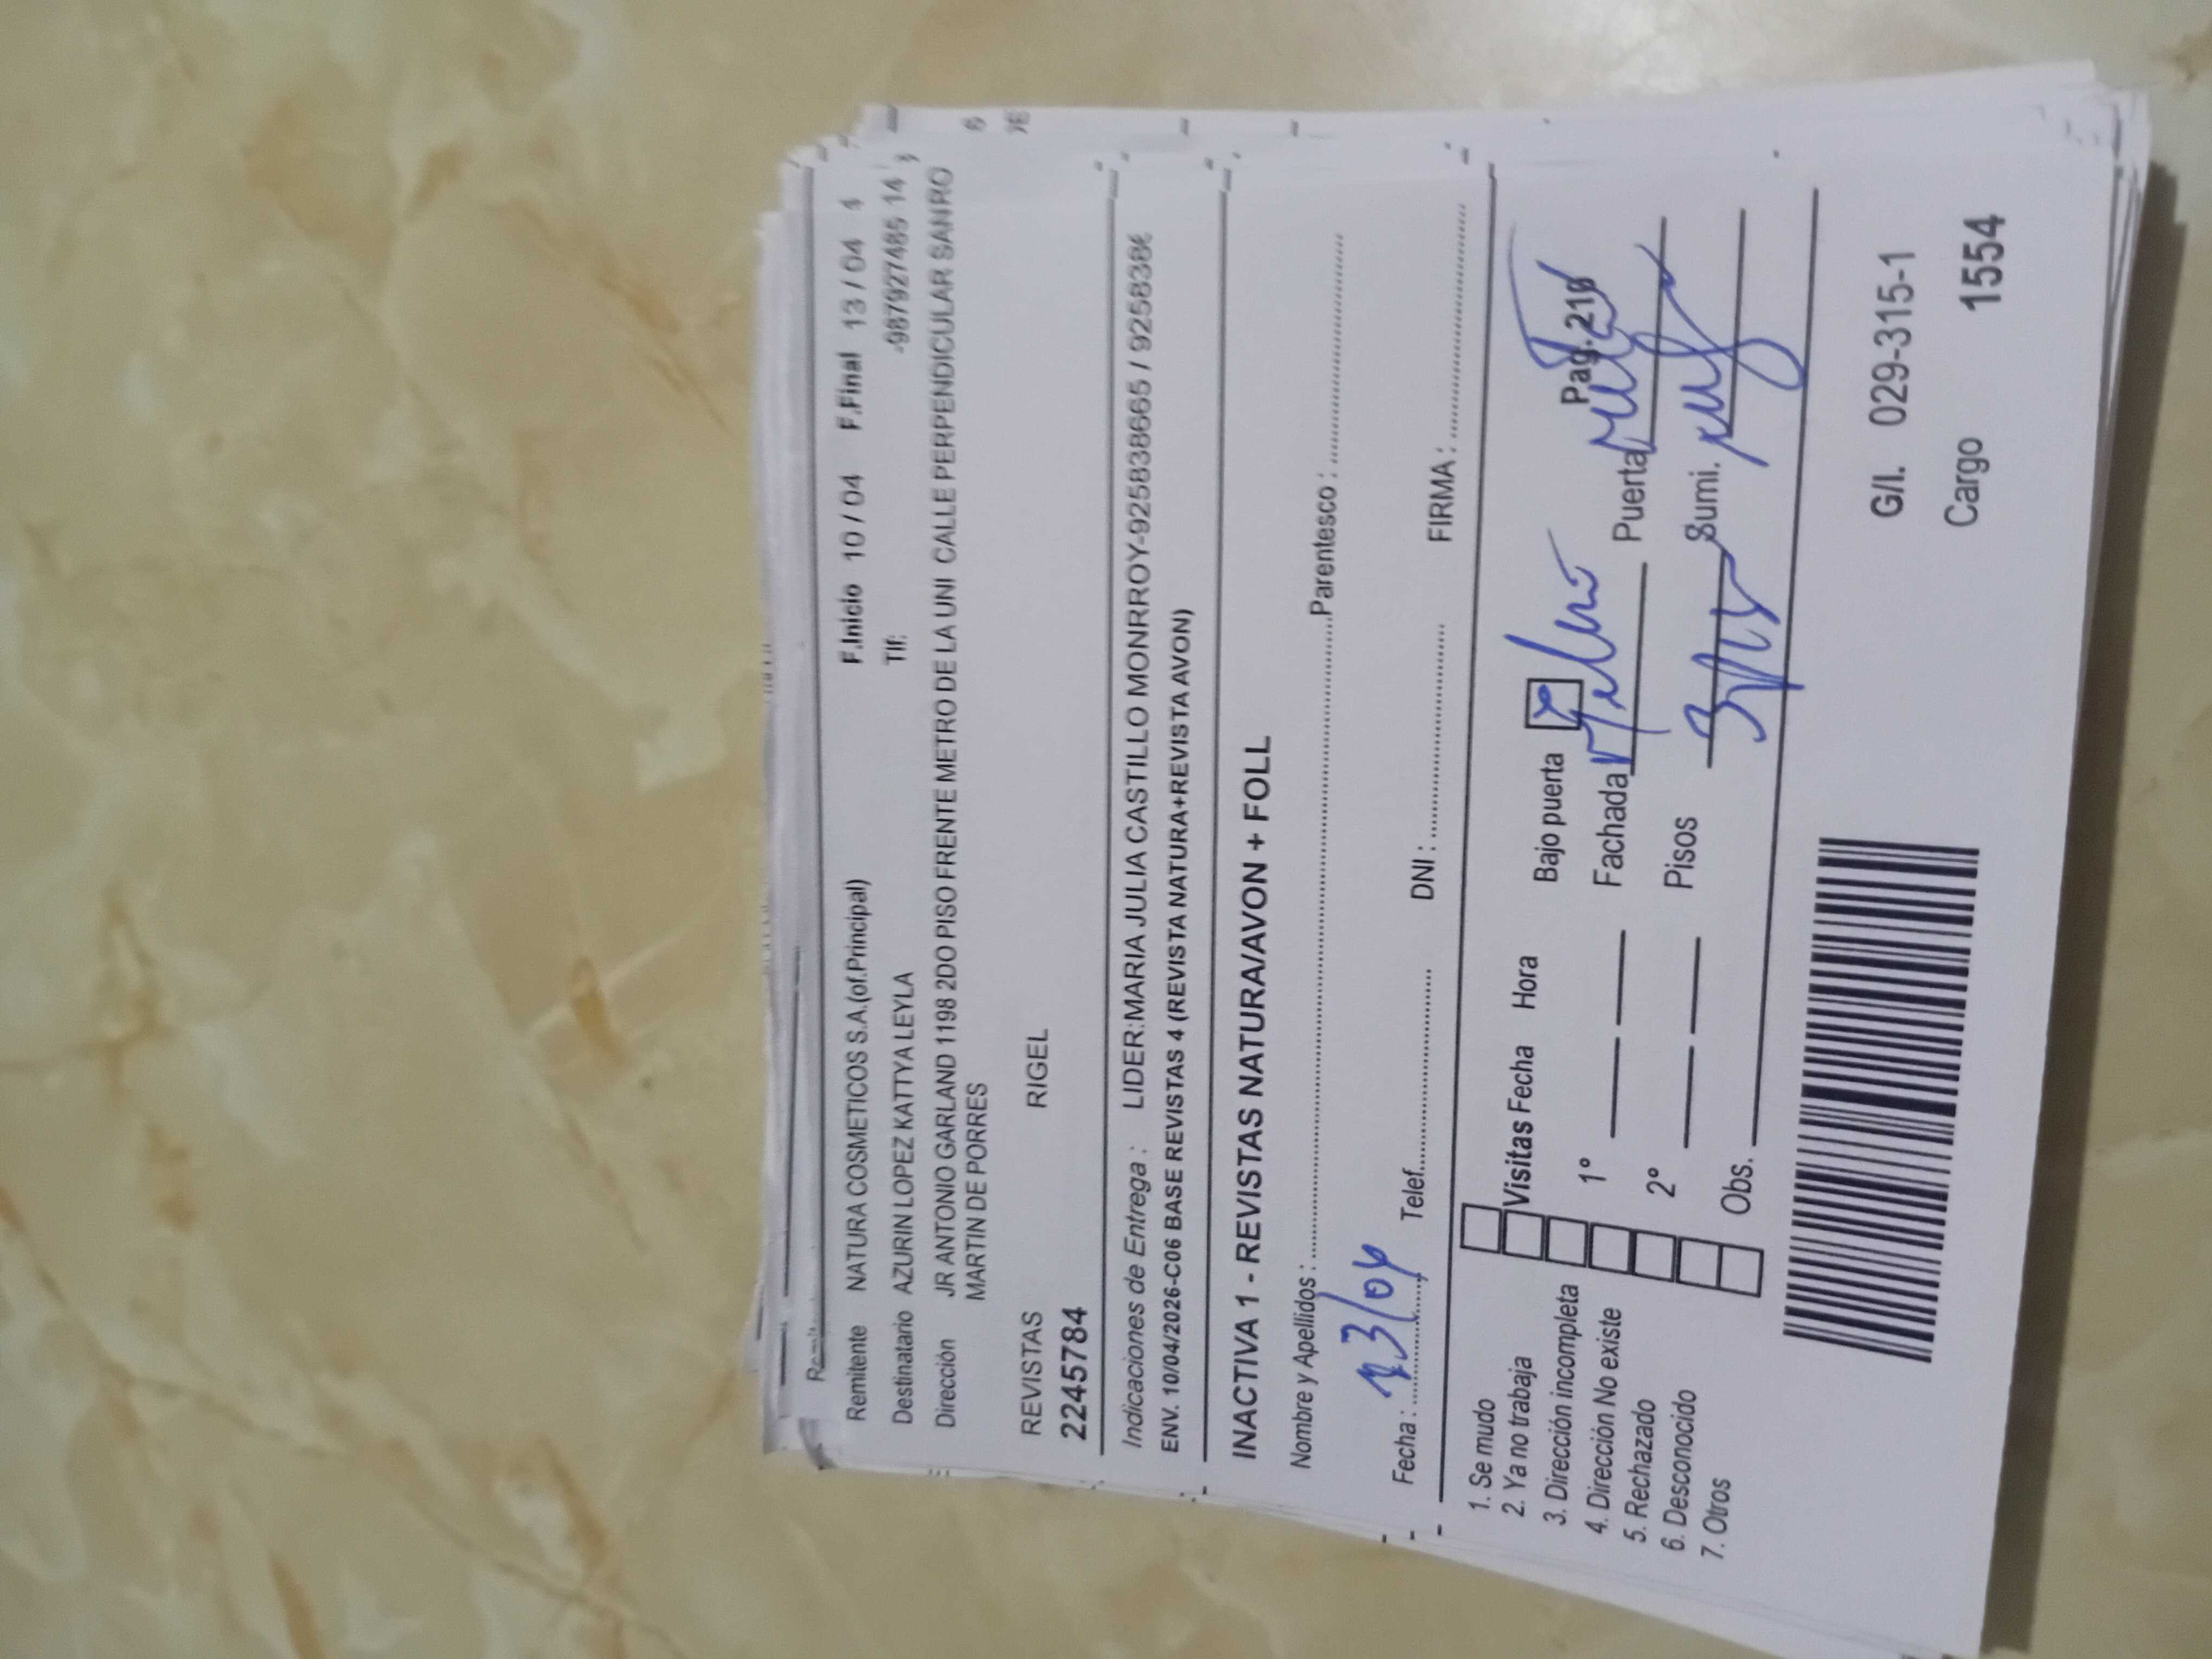 Remitente NATURA COSMETICOS S.A.(of.Principal) F.Inicio 10 / 04 F.Final 13 / 04 4
Destinatario AZURIN LOPEZ KATTYA LEYLA Tlf: -987927485 14
Dirección JR ANTONIO GARLAND 1198 2DO PISO FRENTE METRO DE LA UNI CALLE PERPENDICULAR SANRO
MARTIN DE PORRES
REVISTAS RIGEL
2245784
Indicaciones de Entrega : LIDER:MARIA JULIA CASTILLO MONRROY-925838665 / 9258386
ENV. 10/04/2026-C06 BASE REVISTAS 4 (REVISTA NATURA+REVISTA AVON)
INACTIVA 1 - REVISTAS NATURA/AVON + FOLL
Nombre y Apellidos : Parentesco :
Fecha : 13/04 Telef. DNI : FIRMA :
1. Se mudo
2. Ya no trabaja
3. Dirección incompleta
4. Dirección No existe
5. Rechazado
6. Desconocido
7. Otros
Visitas Fecha Hora Bajo puerta Pag.
1° Fachada Puerta
2° Pisos 3 Sumi.
Obs.
G/I. 029-315-1
Cargo 1554